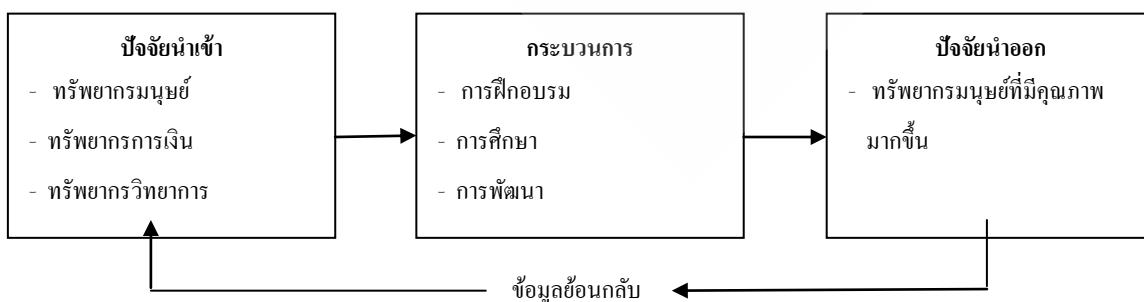 ปัจจัยนำเข้า
- ทรัพยากรมนุษย์
- ทรัพยากรการเงิน
- ทรัพยากรวิทยาการ
กระบวนการ
- การฝึกอบรม
- การศึกษา
- การพัฒนา
ปัจจัยนำออก
- ทรัพยากรมนุษย์ที่มีคุณภาพ
มากขึ้น
ข้อมูลย้อนกลับ